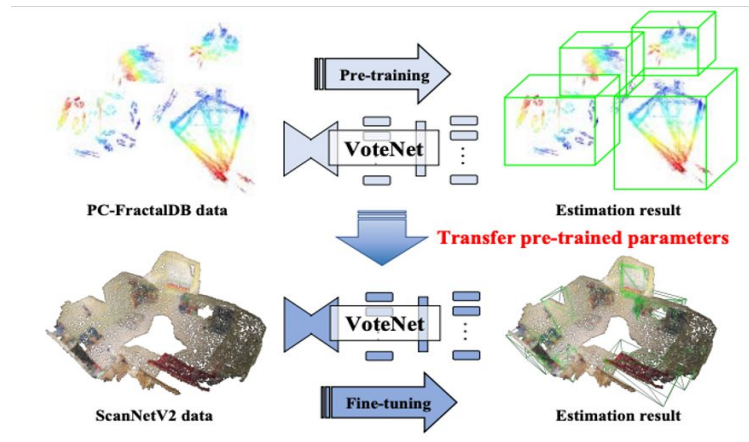 Pre-training
VoteNet
PC-FractalDB data
Estimation result
Transfer pre-trained parameters
VoteNet
Fine-tuning
ScanNetV2 data
Estimation result